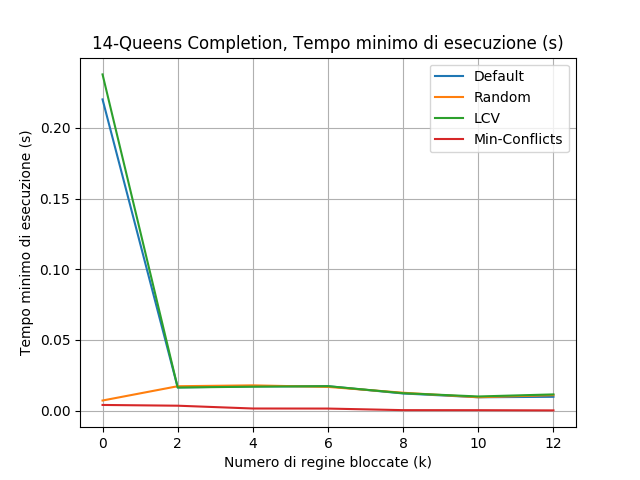 14-Queens Completion, Tempo minimo di esecuzione (s)
Default
Random
LCV
Min-Conflicts
Tempo minimo di esecuzione (s)
0.20
0.15
0.10
0.05
0.00
0 2 4 6 8 10 12
Numero di regine bloccate (k)